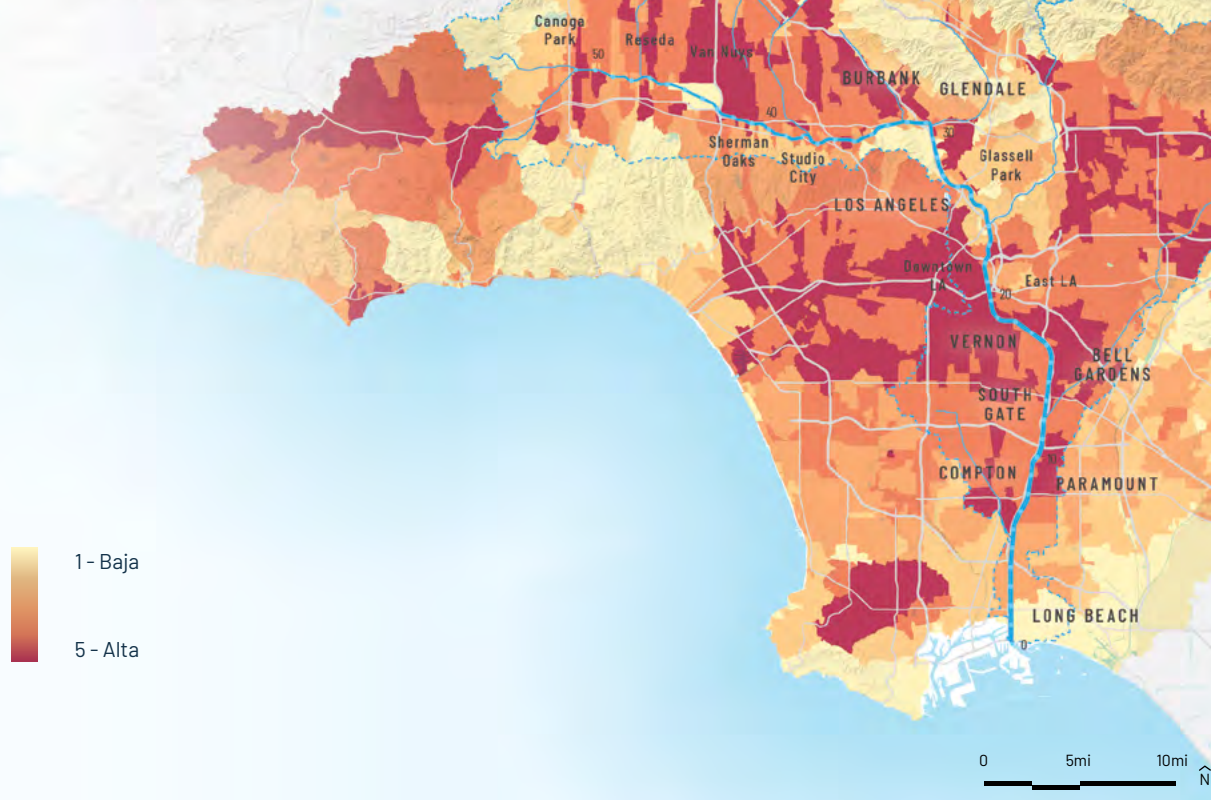 Canoga
Park
Reseda
Van Nuys
50
BURBANK
GLENDALE
40
30
Sherman
Oaks
Studio
City
Glassell
Park
LOS ANGELES
Downtown
LA
East LA
20
VERNON
BELL
GARDENS
SOUTH
GATE
10
COMPTON
PARAMOUNT
1 - Baja
5 - Alta
LONG BEACH
0
0 5mi 10mi
N